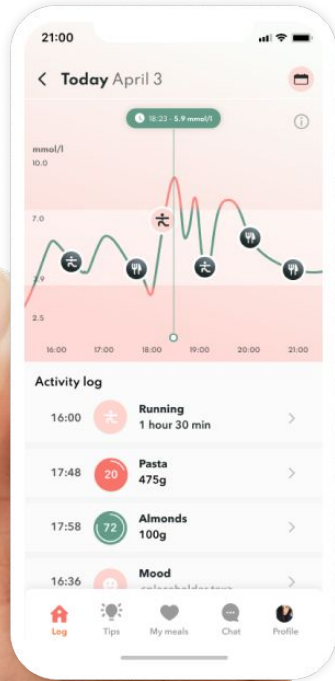 21:00
Today April 3
18:23 - 5.9 mmol/l
mmol/l
10.0
7.0
3.9
2.5
16:00 17:00 18:00 19:00 20:00 21:00
Activity log
16:00 Running
1 hour 30 min
17:48 20 Pasta
475g
17:58 72 Almonds
100g
16:36 Mood
Log Tips My meals Chat Profile